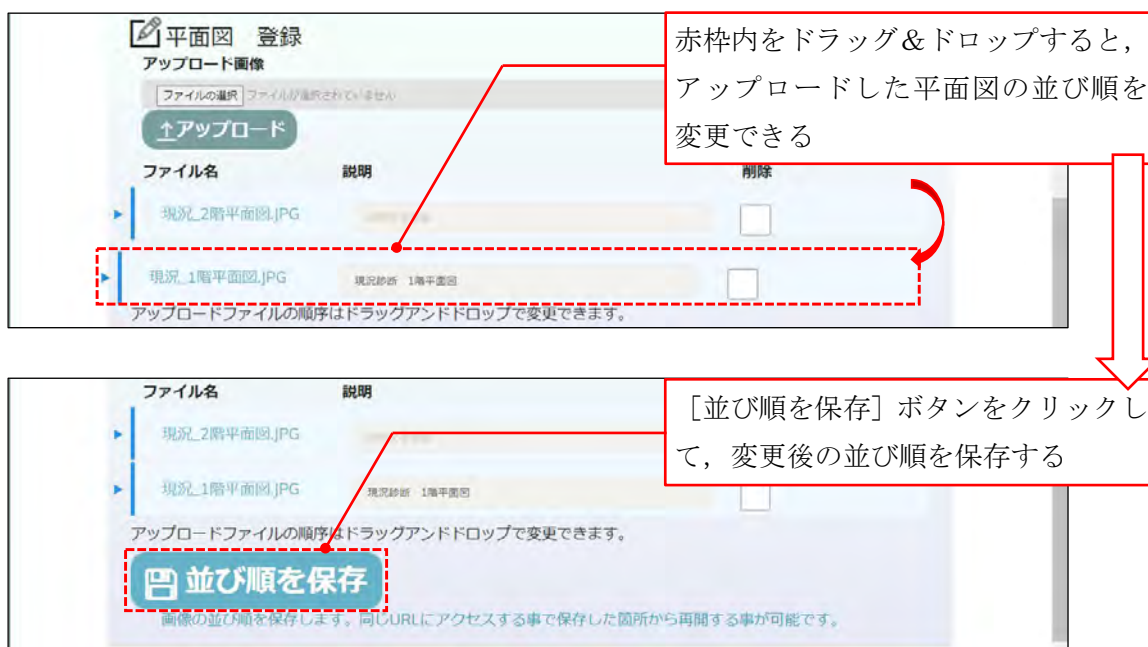 平面図　登録
アップロード画像
ファイルの選択 ファイルが選択されていません
アップロード
赤枠内をドラッグ&ドロップすると，
アップロードした平面図の並び順を
変更できる
ファイル名 説明 削除
現況_2階平面図.JPG
現況_1階平面図.JPG 現況診断　1階平面図
アップロードファイルの順序はドラッグアンドドロップで変更できます。
ファイル名 説明
［並び順を保存］ボタンをクリックし
て，変更後の並び順を保存する
現況_2階平面図.JPG
現況_1階平面図.JPG 現況診断　1階平面図
アップロードファイルの順序はドラッグアンドドロップで変更できます。
並び順を保存
画像の並び順を保存します。同じURLにアクセスする事で保存した箇所から再開する事が可能です。